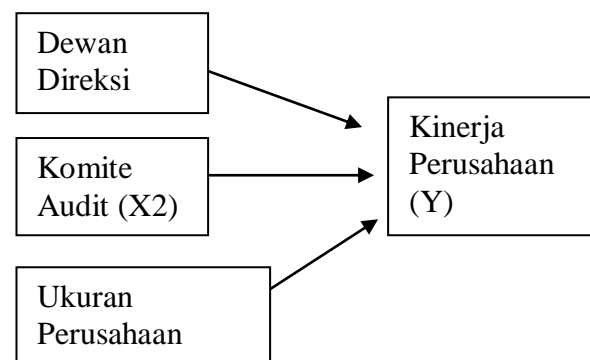 Dewan
Direksi
Komite
Audit (X2)
Ukuran
Perusahaan
Kinerja
Perusahaan
(Y)